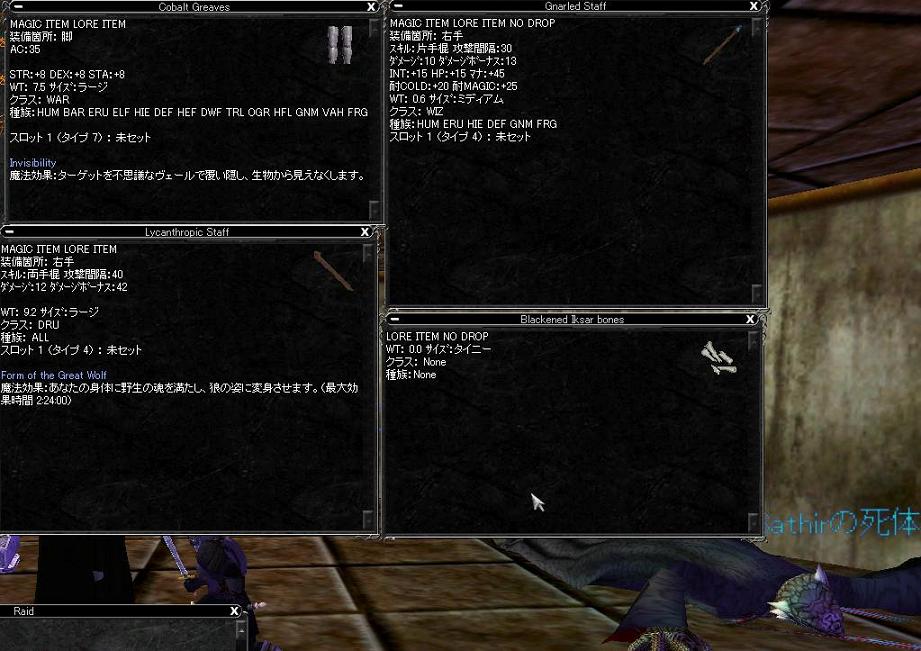 Cobalt Greaves
MAGIC ITEM LORE ITEM
装備箇所: 脚
AC:35
STR:+8 DEX:+8 STA:+8
WT: 7.5 サイズ:ラージ
クラス: WAR
種族:HUM BAR ERU ELF HIE DEF HEF DWF TRL OGR HFL GNM VAH FRG
スロット 1 (タイプ 7) : 未セット
Invisibility
魔法効果:ターゲットを不思議なヴェールで覆い隠し、生物から見えなくします。
Gnarled Staff
MAGIC ITEM LORE ITEM NO DROP
装備箇所: 右手
スキル:片手棍 攻撃間隔:30
ダメージ:10 ダメージボーナス:13
INT:+15 HP:+15 マナ:+45
耐COLD:+20 耐MAGIC:+25
WT: 0.6 サイズ:ミディアム
クラス: WIZ
種族:HUM ERU HIE DEF GNM FRG
スロット 1 (タイプ 4) : 未セット
Lycanthropic Staff
MAGIC ITEM LORE ITEM
装備箇所: 右手
スキル:両手棍 攻撃間隔:40
ダメージ:12 ダメージボーナス:42
WT: 9.2 サイズ:ラージ
クラス: DRU
種族: ALL
スロット 1 (タイプ 4) : 未セット
Form of the Great Wolf
魔法効果:あなたの身体に野生の魂を満たし、狼の姿に変身させます。(最大効
果時間 2:24:00)
Blackened Iksar bones
LORE ITEM NO DROP
WT: 0.0 サイズ:タイニー
クラス: None
種族:None
athirの死体
Raid